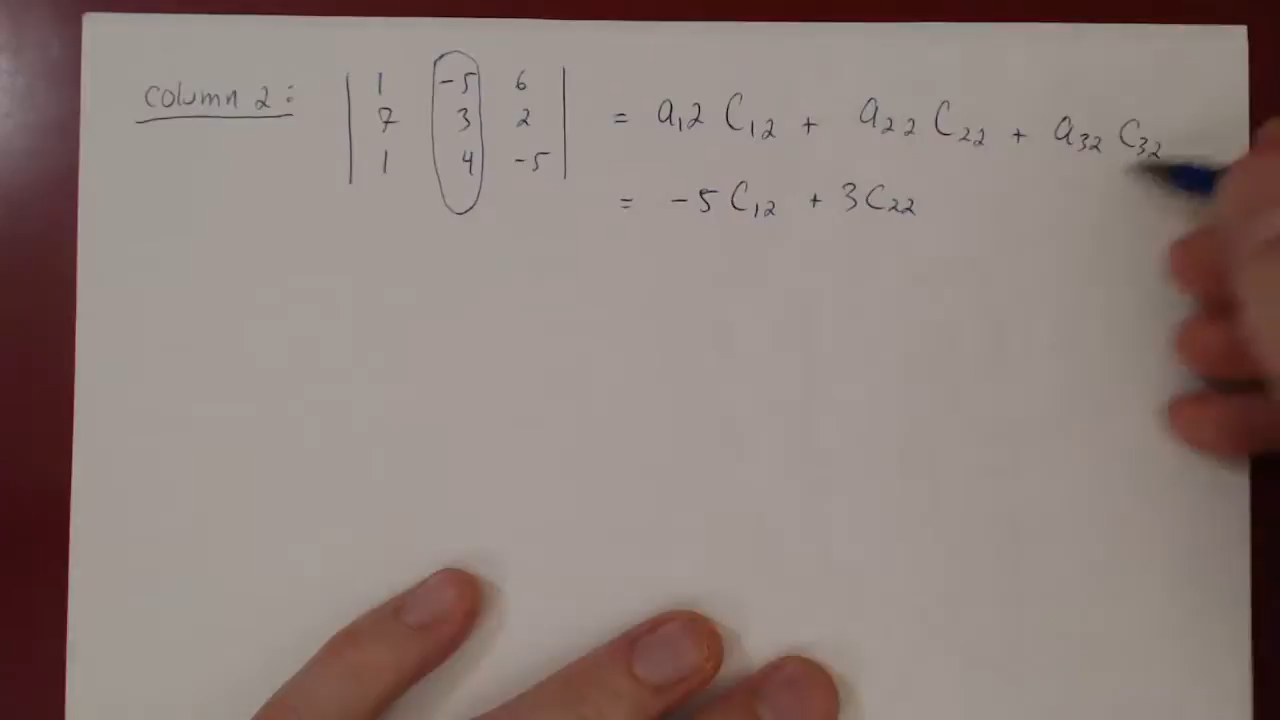 Column 2: | 1 -5 6 | = a12 C12 + a22 C22 + a32 C32
| 7 3 2 |
| 1 4 -5 | = -5 C12 + 3 C22